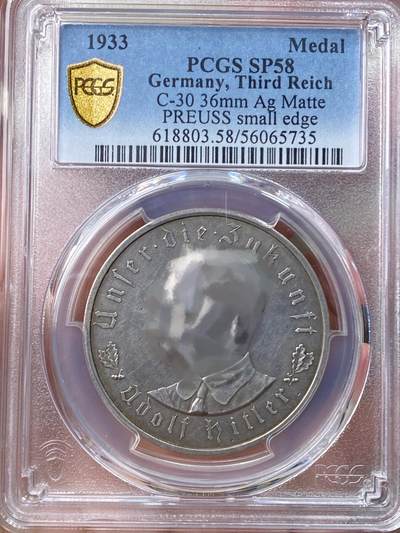 1933 Medal
PCGS SP58
Germany, Third Reich
C-30 36mm Ag Matte
PREUSS small edge
618803.58/56065735
PCGS
Unser · die · Zukunft
Adolf Hitler
PCGS